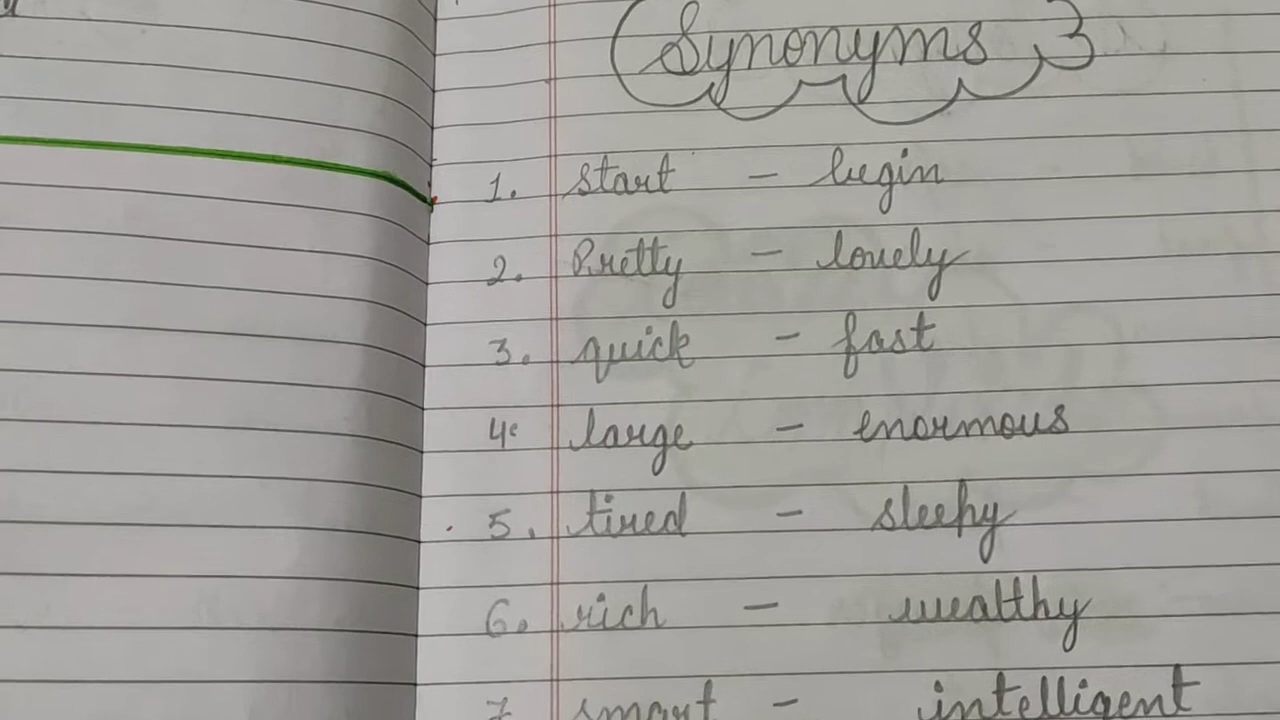 Synonyms
1. start - begin
2. Pretty - lovely
3. quick - fast
4. large - enormous
5. tired - sleepy
6. rich - wealthy
7. smart - intelligent